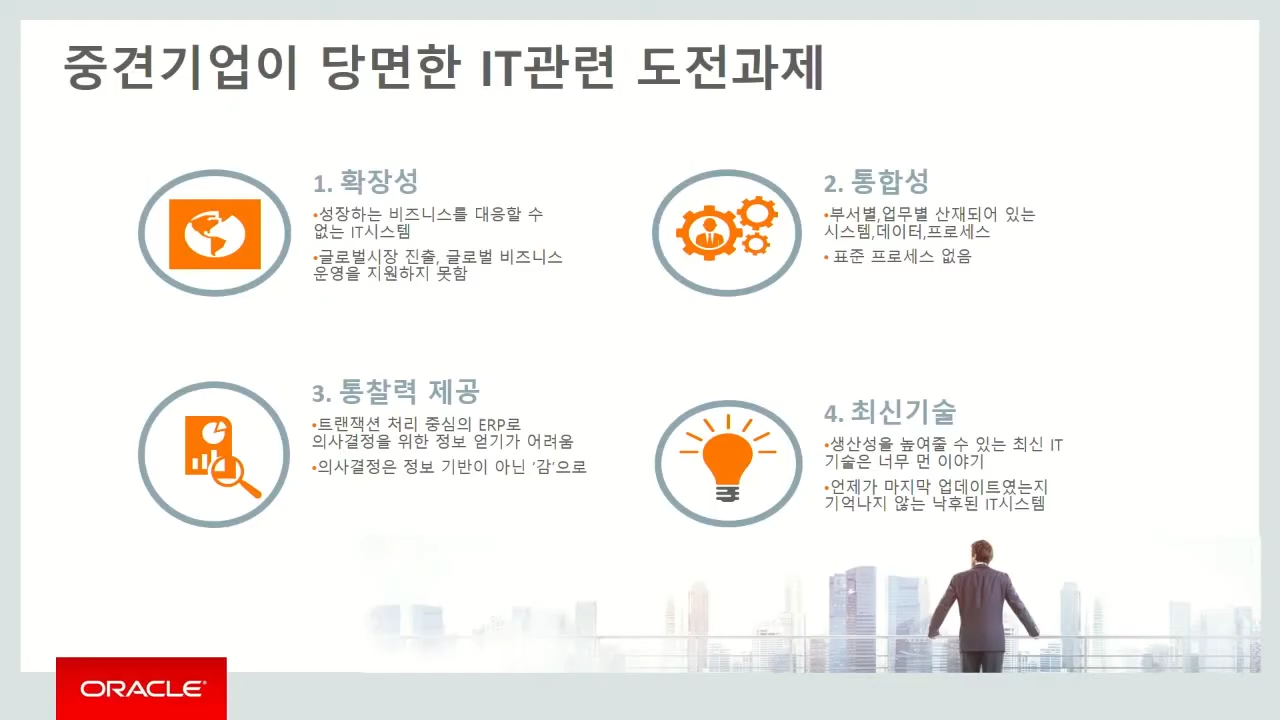 중견기업이 당면한 IT관련 도전과제
1. 확장성
•성장하는 비즈니스를 대응할 수
없는 IT시스템
•글로벌시장 진출, 글로벌 비즈니스
운영을 지원하지 못함
2. 통합성
•부서별,업무별 산재되어 있는
시스템,데이터,프로세스
• 표준 프로세스 없음
3. 통찰력 제공
•트랜잭션 처리 중심의 ERP로
의사결정을 위한 정보 얻기가 어려움
•의사결정은 정보 기반이 아닌 '감'으로
4. 최신기술
•생산성을 높여줄 수 있는 최신 IT
기술은 너무 먼 이야기
•언제가 마지막 업데이트였는지
기억나지 않는 낙후된 IT시스템
ORACLE®